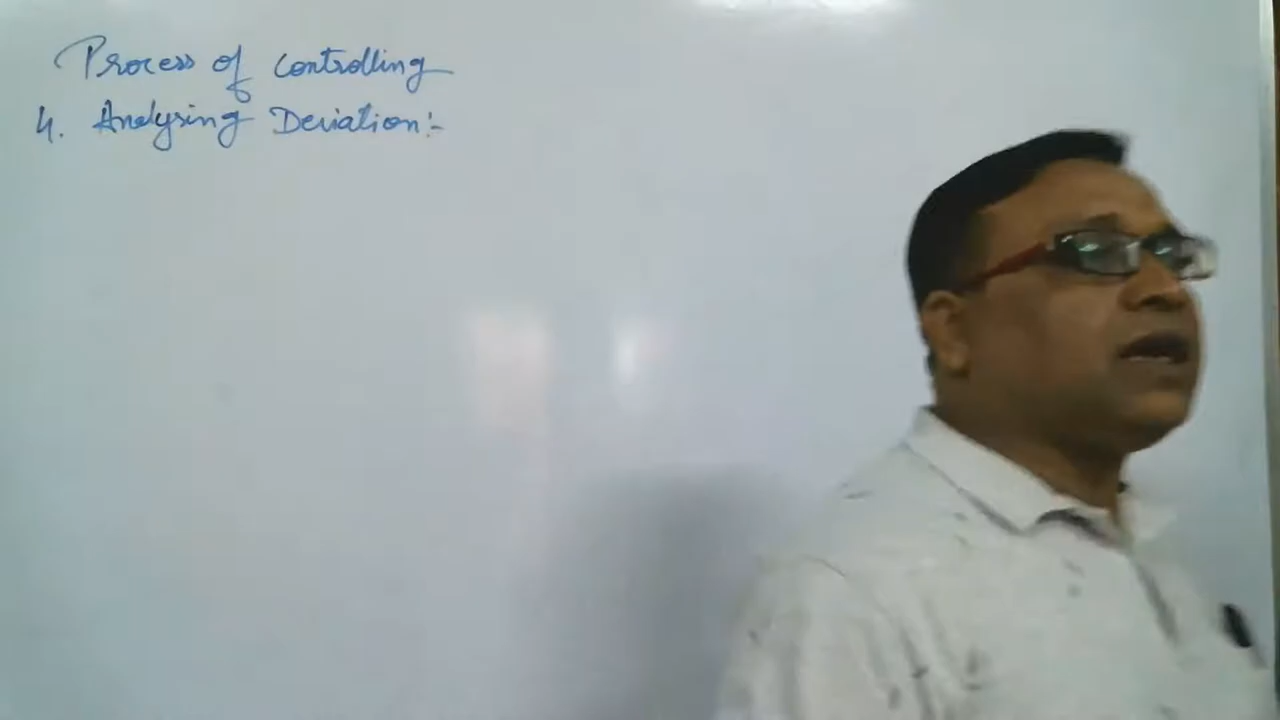 Process of Controlling
4. Analysing Deviation:-